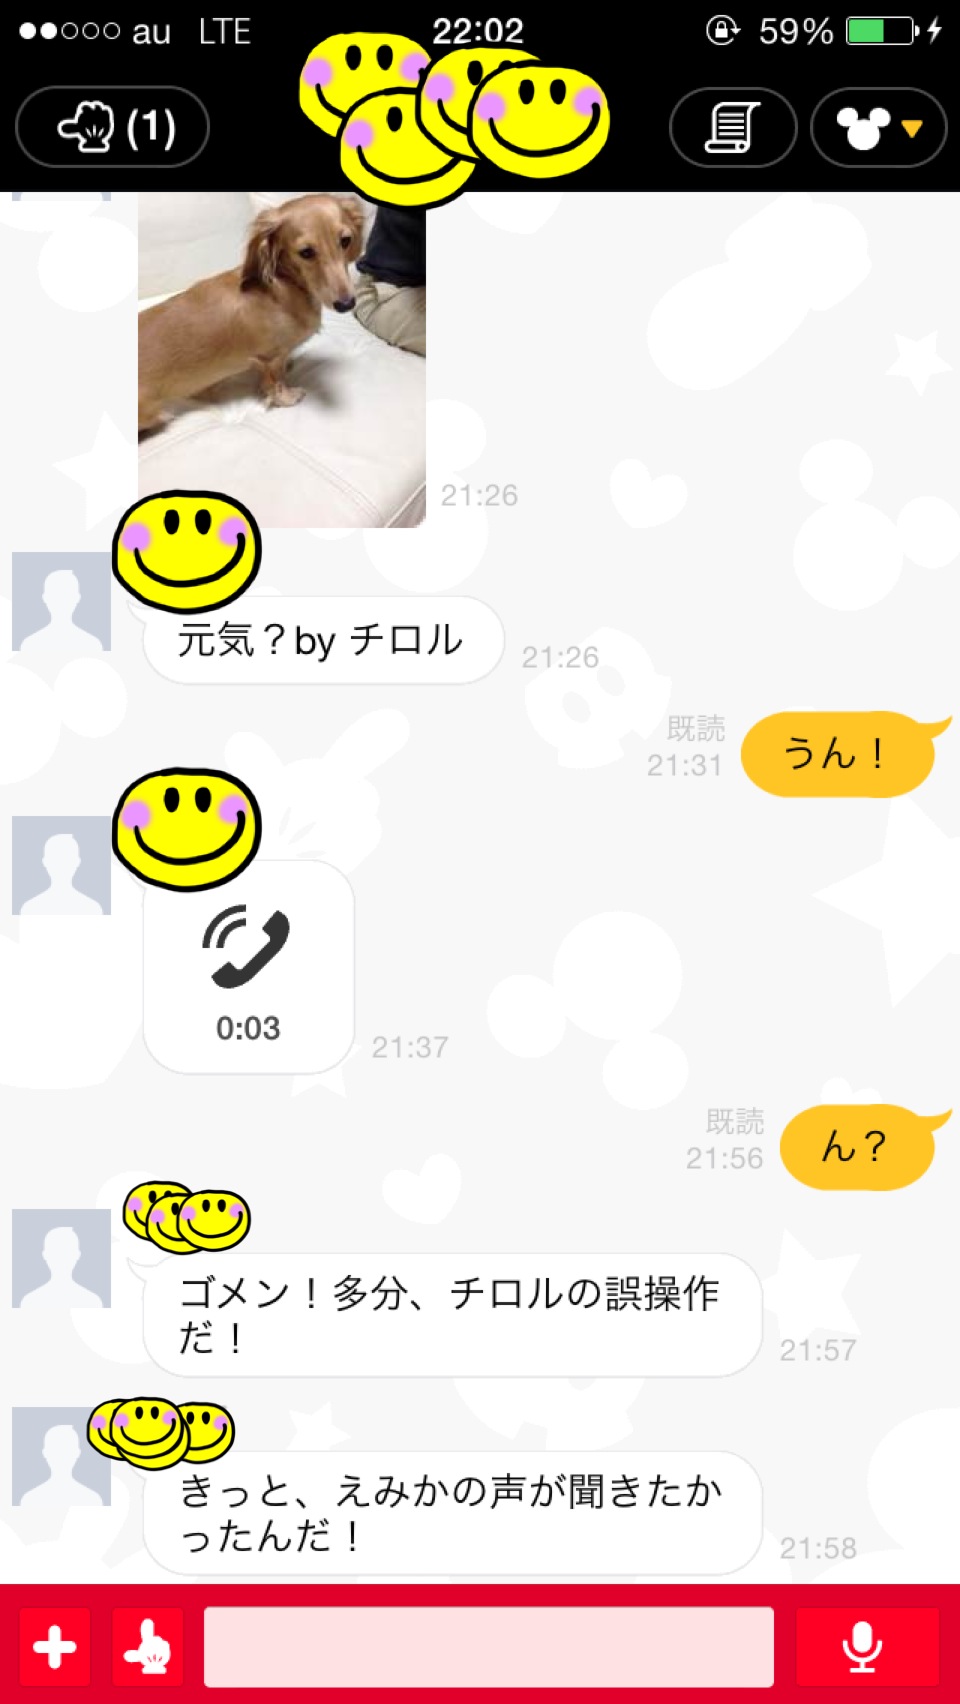 au LTE 22:02 59%
(1)
21:26
元気？by チロル
21:26
既読
21:31
うん！
0:03
21:37
既読
21:56
ん？
ゴメン！多分、チロルの誤操作
だ！
21:57
きっと、えみかの声が聞きたか
ったんだ！
21:58